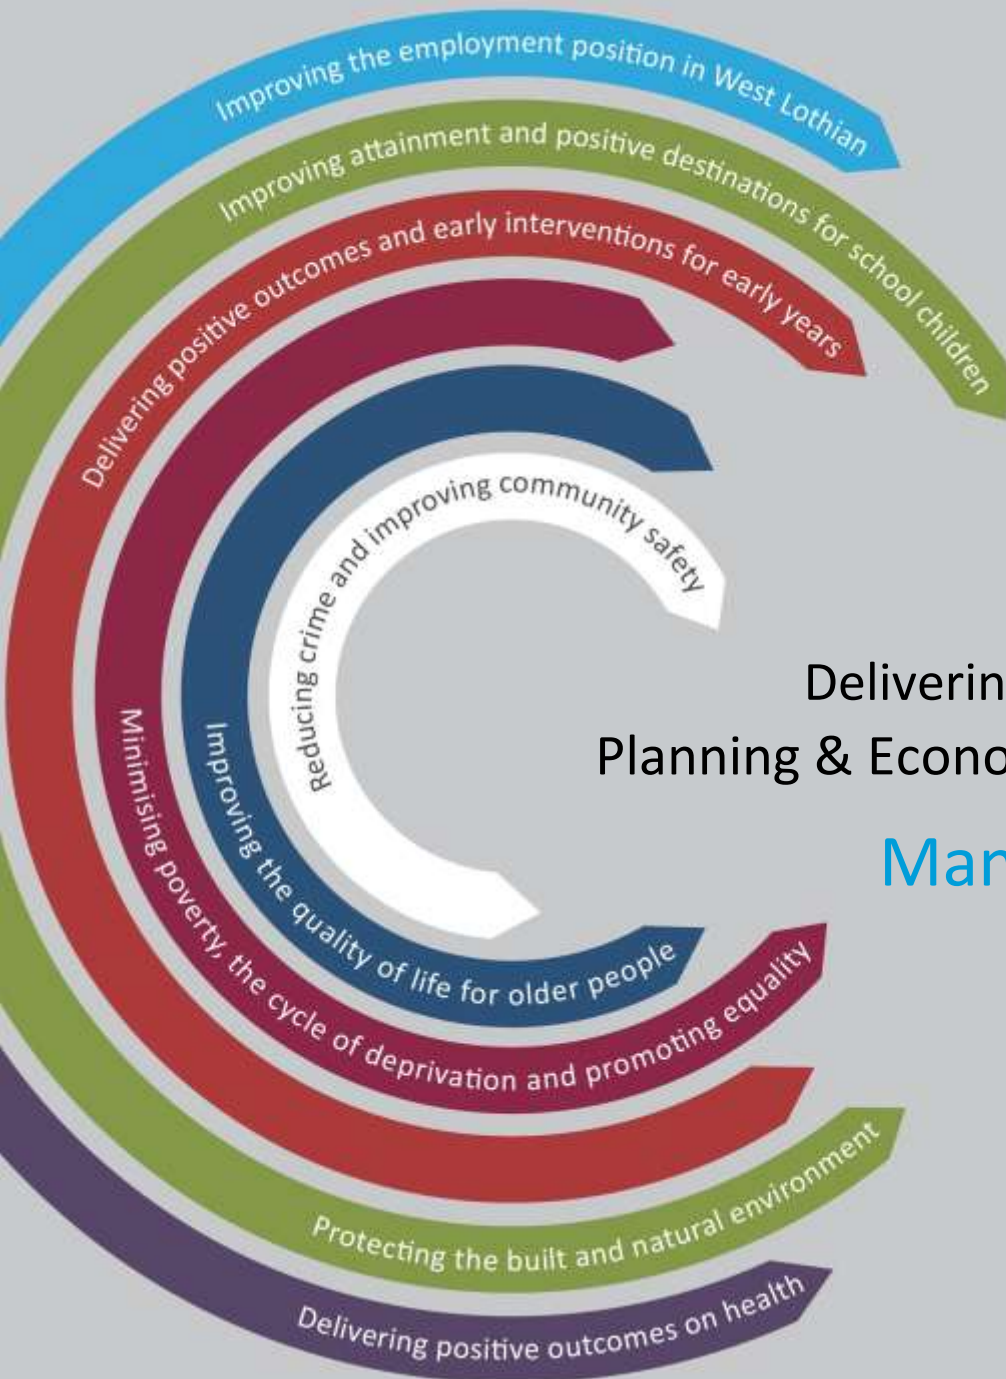 Improving the employment position in West Lothian
Improving attainment and positive destinations for school children
Delivering positive outcomes and early interventions for early years
Reducing crime and improving community safety
Planning & 
Improving the quality of life for older people
Minimising poverty, the cycle of deprivation and promoting equality
Protecting the built and natural environment
Delivering positive outcomes on health